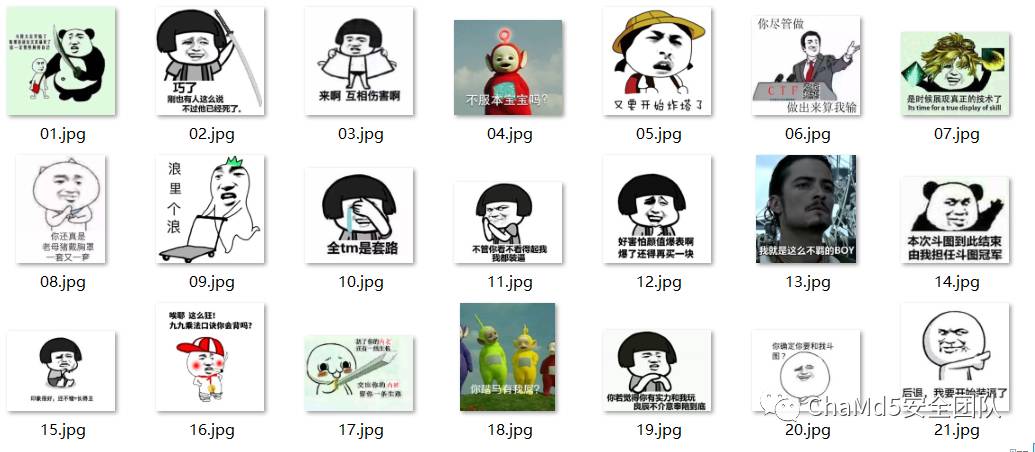 巧了
刚也有人这么说
不过他已经死了。
来啊 互相伤害啊
不服本宝宝吗?
又要开始炸塔了
你尽管做
CTF
做出来算我输
是时候展现真正的技术了
Its time for a true display of skill
01.jpg
02.jpg
03.jpg
04.jpg
05.jpg
06.jpg
07.jpg
你还真是
老母猪戴胸罩
一套又一套
浪里个浪
全tm是套路
不管你看不看得起我
我都装逼
好害怕颜值爆表啊
爆了还得再买一块
我就是这么不羁的BOY
本次斗图到此结束
由我担任斗图冠军
08.jpg
09.jpg
10.jpg
11.jpg
12.jpg
13.jpg
14.jpg
唉耶 这么狂!
九九乘法口诀你会背吗?
交出你的
你踏马有我屌?
你若觉得你有实力和我玩
良辰不介意奉陪到底
你确定你要和我斗
图?
后退,我要开始装逼了
ChaMd5安全团队
15.jpg
16.jpg
17.jpg
18.jpg
19.jpg
20.jpg
21.jpg